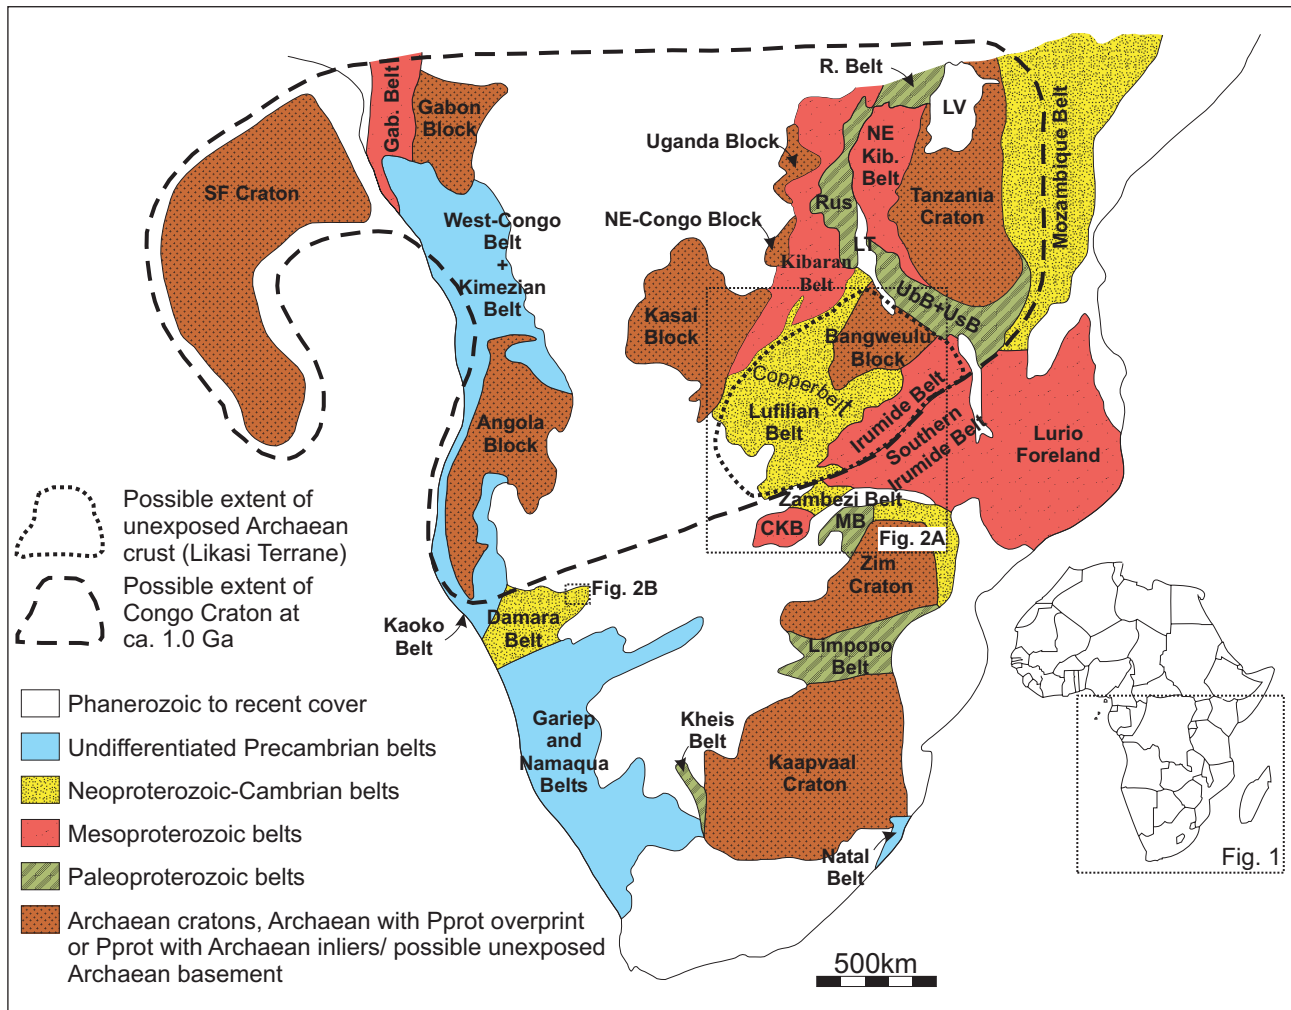 R. Belt
LV
Gab. Belt
Gabon
Block
Mozambique Belt
Uganda Block
NE
Kib.
Belt
SF Craton
Rus
Tanzania
Craton
NE-Congo Block
West-Congo
Belt
+
Kimezian
Belt
LT
Kibaran
Belt
UbB+UsB
Kasai
Block
Bangweulu
Block
Copperbelt
Lufilian
Belt
Irumide Belt
Southern
Irumide Belt
Angola
Block
Lurio
Foreland
Zambezi Belt
CKB
MB
Fig. 2A
Zim
Craton
Possible extent of
unexposed Archaean
crust (Likasi Terrane)
Possible extent of
Congo Craton at
ca. 1.0 Ga
Fig. 2B
Kaoko
Belt
Damara
Belt
Limpopo
Belt
Phanerozoic to recent cover
Undifferentiated Precambrian belts
Neoproterozoic-Cambrian belts
Mesoproterozoic belts
Paleoproterozoic belts
Archaean cratons, Archaean with Pprot overprint
or Pprot with Archaean inliers/ possible unexposed
Archaean basement
Gariep
and
Namaqua
Belts
Kheis
Belt
Kaapvaal
Craton
Natal
Belt
Fig. 1
500km